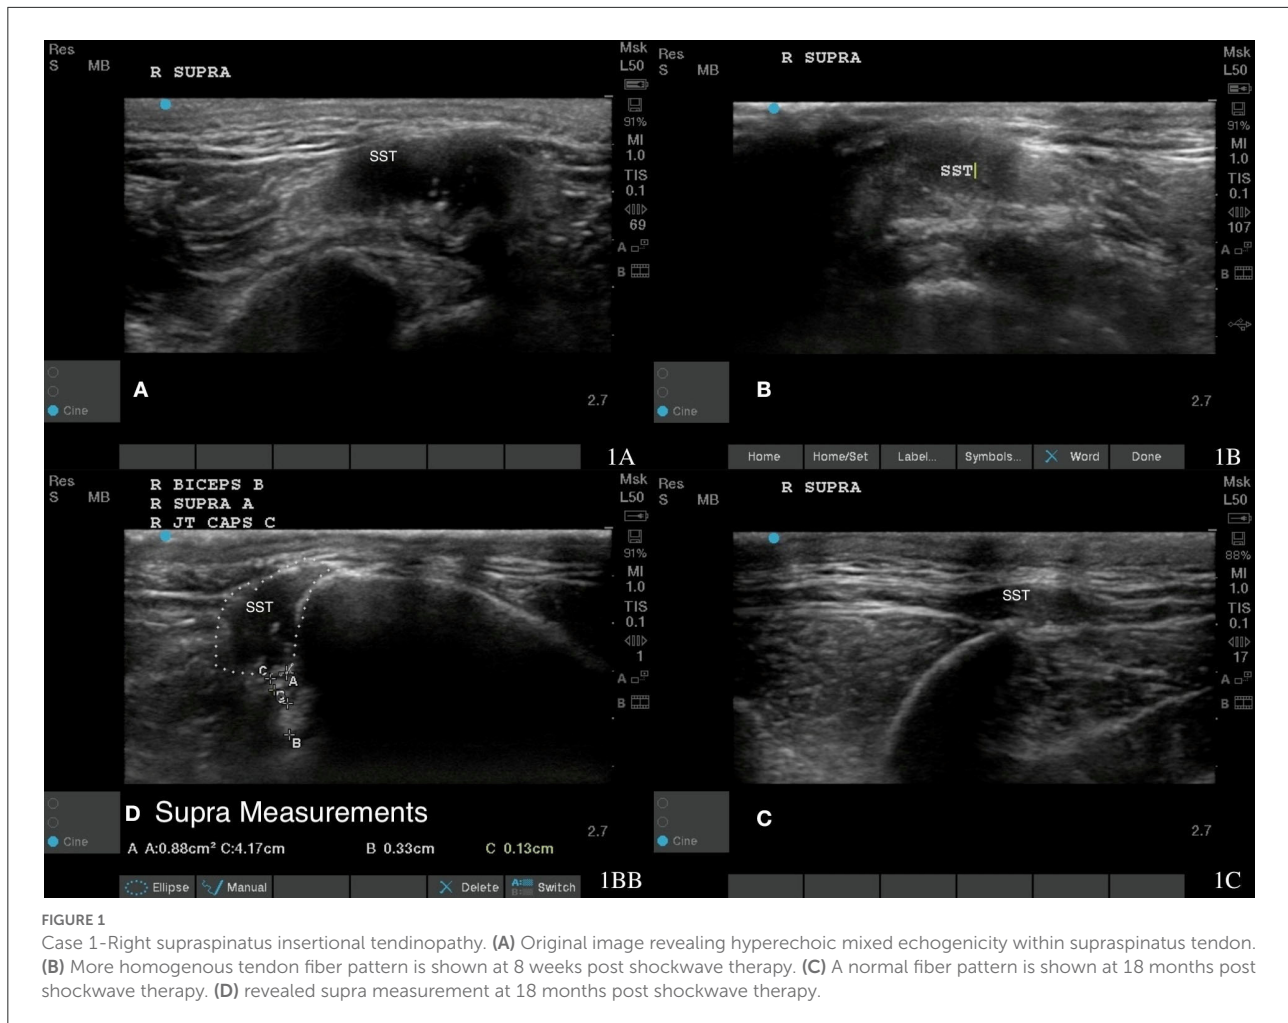 Res
S MB
R SUPRA
Msk
L50
91%
MI
1.0
TIS
0.1
69
A
B
SST
A
Cine
2.7
1A
Res
S MB
R SUPRA
Msk
L50
91%
MI
1.0
TIS
0.1
107
A
B
SST
B
Cine
2.7
Home Home/Set Label... Symbols... Word Done
1B
Res
S MB
R BICEPS B
R SUPRA A
R JT CAPS C
Msk
L50
91%
MI
1.0
TIS
0.1
1
A
B
SST
C
A
B
D Supra Measurements
Cine
2.7
A A:0.88cm² C:4.17cm B 0.33cm C 0.13cm
Ellipse Manual Delete A: B: Switch
1BB
Res
S MB
R SUPRA
Msk
L50
88%
MI
1.0
TIS
0.1
17
A
B
SST
C
Cine
2.7
1C
FIGURE 1
Case 1-Right supraspinatus insertional tendinopathy. (A) Original image revealing hyperechoic mixed echogenicity within supraspinatus tendon.
(B) More homogenous tendon fiber pattern is shown at 8 weeks post shockwave therapy. (C) A normal fiber pattern is shown at 18 months post
shockwave therapy. (D) revealed supra measurement at 18 months post shockwave therapy.